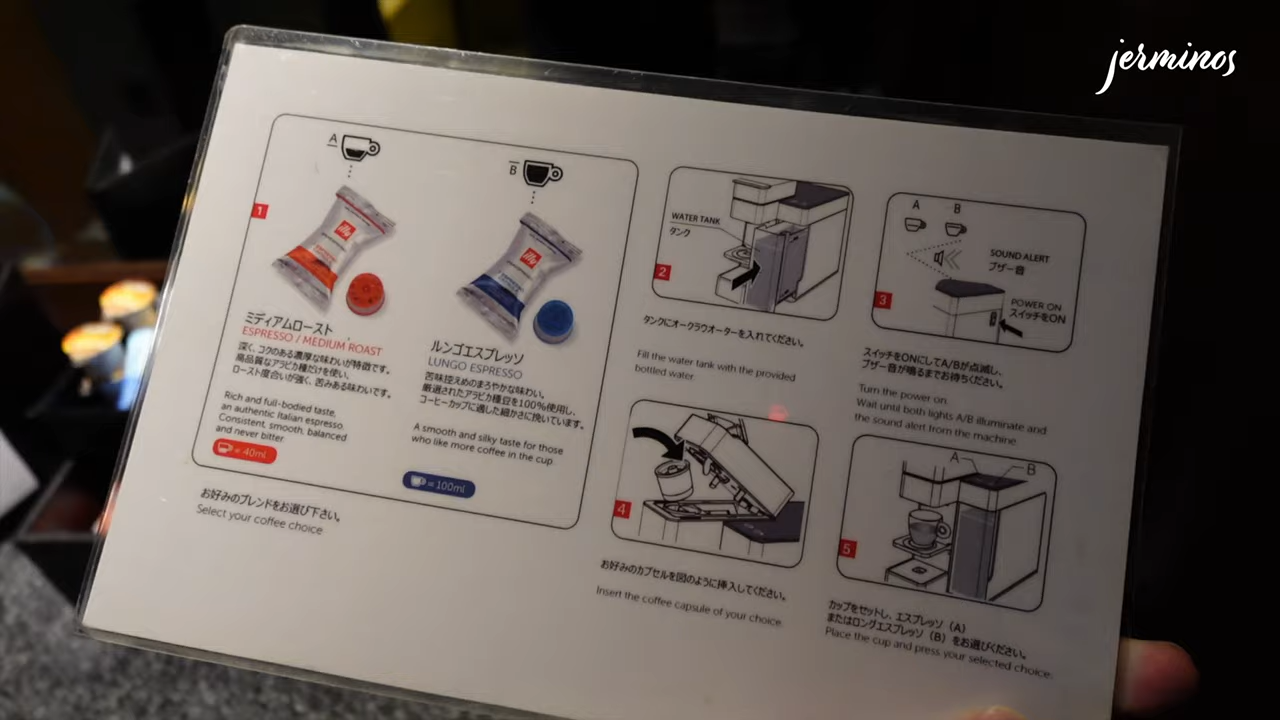 jerminos
A
B
1
illy
illy
ミディアムロースト
ESPRESSO / MEDIUM ROAST
深く、コクのある濃厚な味わいが特徴です。
高品質なアラビカ種だけを使い、
ロースト度合いが強く、苦みある味わいです。
Rich and full-bodied taste,
an authentic Italian espresso.
Consistent, smooth, balanced
and never bitter
= 40ml
ルンゴエスプレッソ
LUNGO ESPRESSO
苦味控えめのまろやかな味わい。
厳選されたアラビカ種豆を100%使用し、
コーヒーカップに適した細かさに挽いています。
A smooth and silky taste for those
who like more coffee in the cup.
= 100ml
お好みのブレンドをお選び下さい。
Select your coffee choice
WATER TANK
タンク
2
タンクにオークラウオーターを入れてください。
Fill the water tank with the provided
bottled water.
A B
SOUND ALERT
ブザー音
POWER ON
スイッチをON
3
スイッチをONにしてA/Bが点滅し、
ブザー音が鳴るまでお待ちください。
Turn the power on.
Wait until both lights A/B illuminate and
the sound alert from the machine.
4
お好みのカプセルを図のように挿入してください。
Insert the coffee capsule of your choice.
A B
5
カップをセットし、エスプレッソ（A）
またはロングエスプレッソ（B）をお選びください。
Place the cup and press your selected choice.